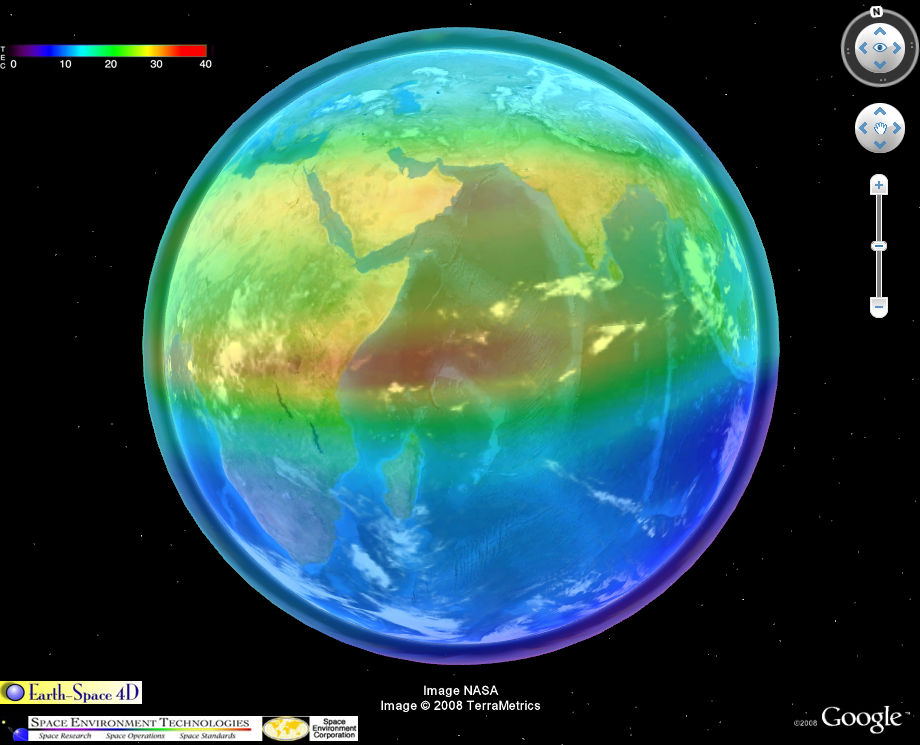 TEC
0 10 20 30 40
N
Earth-Space 4D
SPACE ENVIRONMENT TECHNOLOGIES
Space Research Space Operations Space Standards
Space
Environment
Corporation
Image NASA
Image © 2008 TerraMetrics
©2008 Google™